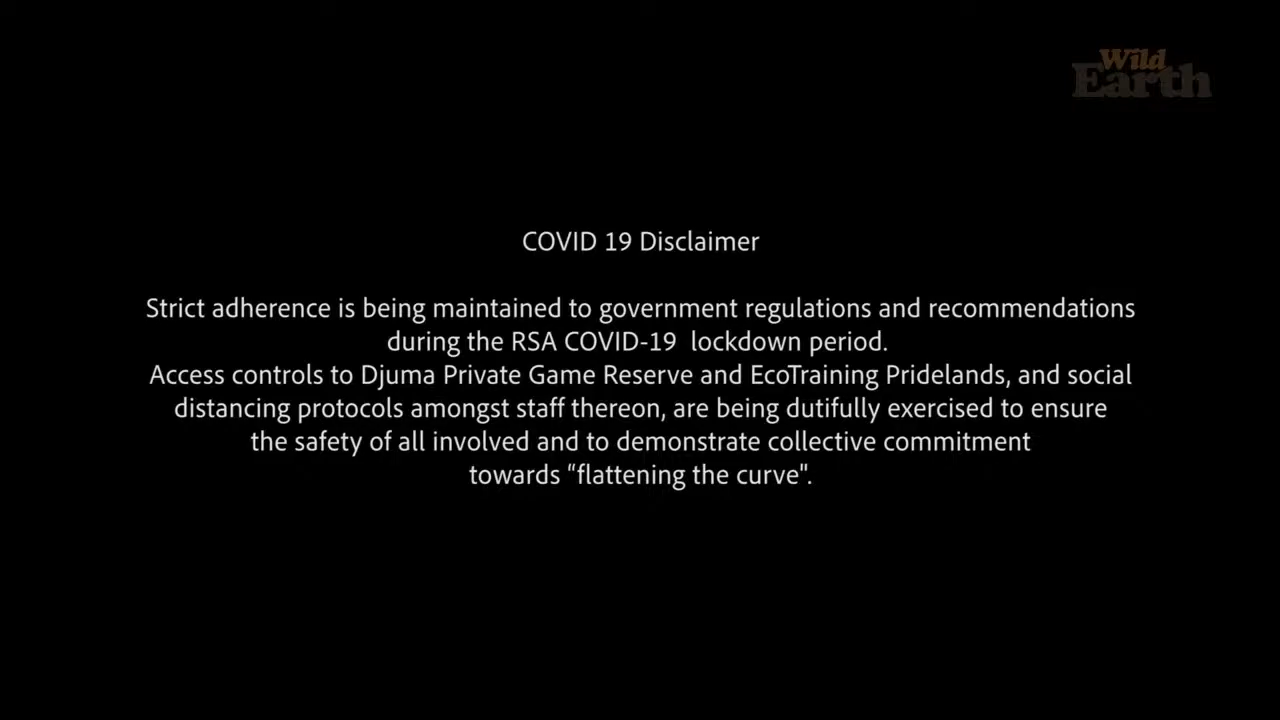 Wild
Earth
COVID 19 Disclaimer
Strict adherence is being maintained to government regulations and recommendations
during the RSA COVID-19 lockdown period.
Access controls to Djuma Private Game Reserve and EcoTraining Pridelands, and social
distancing protocols amongst staff thereon, are being dutifully exercised to ensure
the safety of all involved and to demonstrate collective commitment
towards “flattening the curve".